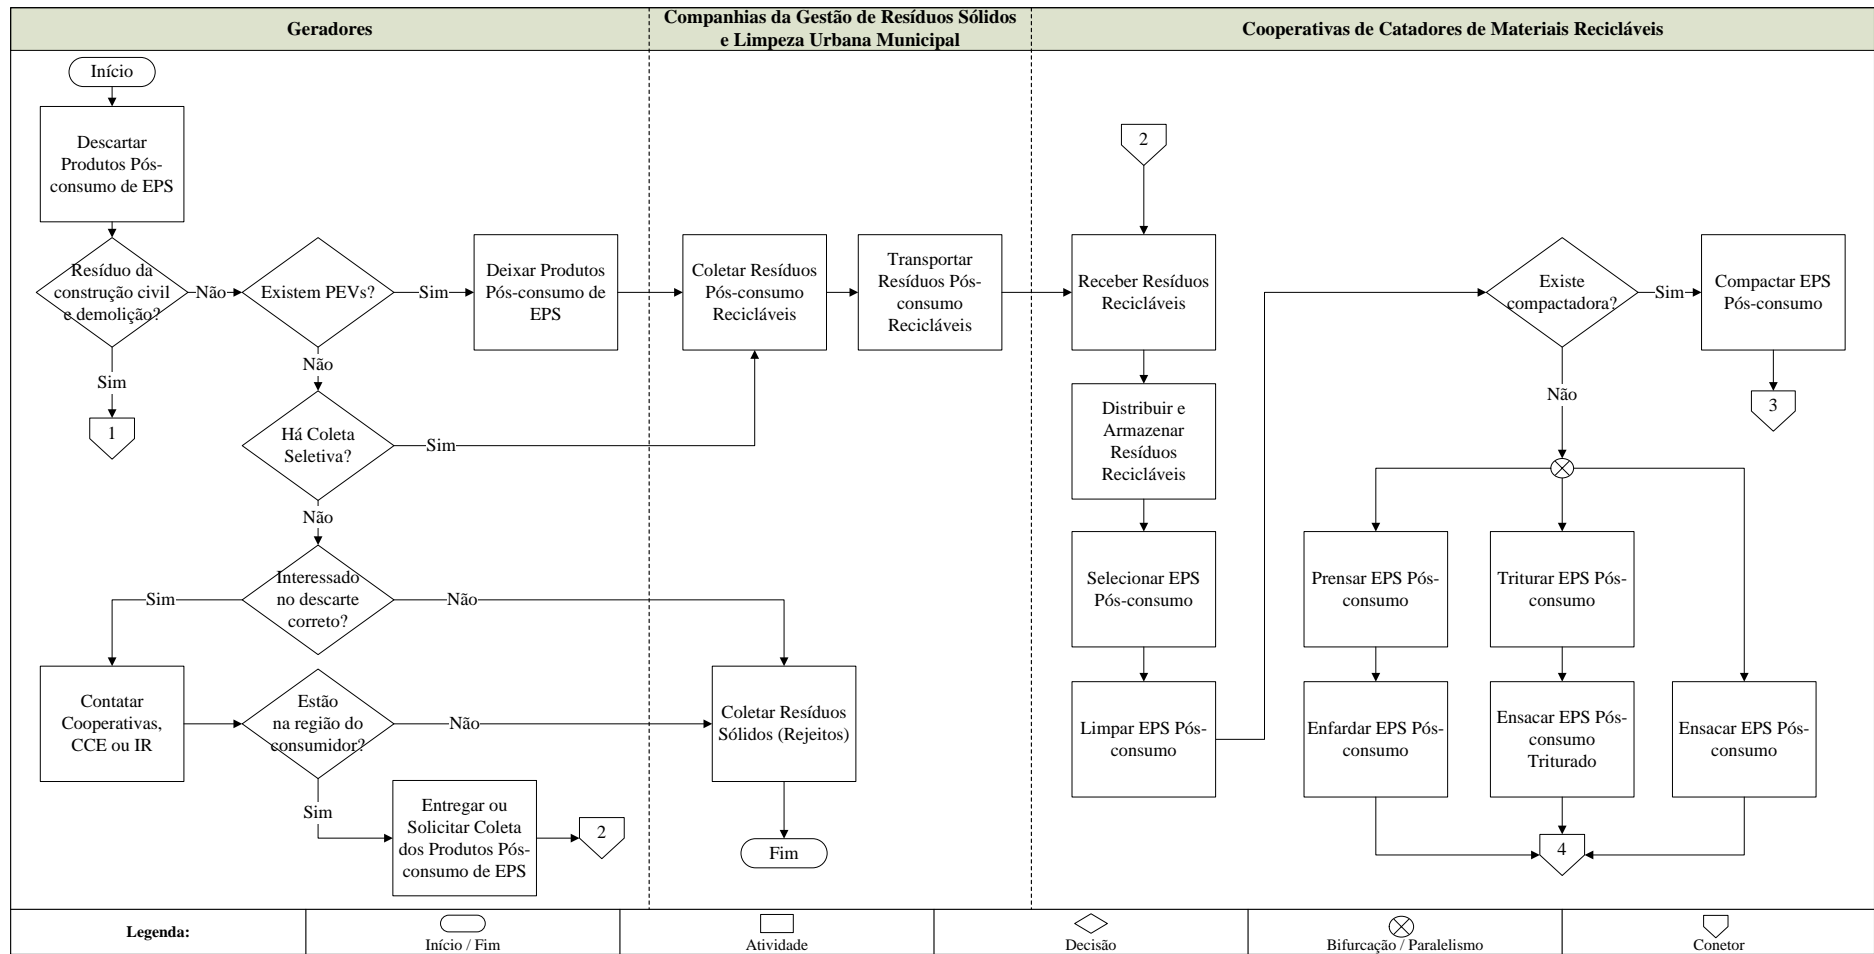 Geradores
Companhias da Gestão de Resíduos Sólidos
e Limpeza Urbana Municipal
Cooperativas de Catadores de Materiais Recicláveis
Início
Descartar
Produtos Pós-
consumo de EPS
Resíduo da
construção civil
e demolição?
Não
Sim
1
Existem PEVs?
Sim
Não
Deixar Produtos
Pós-consumo de
EPS
Há Coleta
Seletiva?
Sim
Não
Interessado
no descarte
correto?
Sim
Não
Contatar
Cooperativas,
CCE ou IR
Estão
na região do
consumidor?
Não
Sim
Entregar ou
Solicitar Coleta
dos Produtos Pós-
consumo de EPS
2
Coletar Resíduos
Pós-consumo
Recicláveis
Transportar
Resíduos Pós-
consumo
Recicláveis
Coletar Resíduos
Sólidos (Rejeitos)
Fim
2
Receber Resíduos
Recicláveis
Distribuir e
Armazenar
Resíduos
Recicláveis
Selecionar EPS
Pós-consumo
Limpar EPS Pós-
consumo
Existe
compactadora?
Sim
Não
Compactar EPS
Pós-consumo
3
Prensar EPS Pós-
consumo
Triturar EPS Pós-
consumo
Enfardar EPS Pós-
consumo
Ensacar EPS Pós-
consumo
Triturado
Ensacar EPS Pós-
consumo
4
Legenda:
Início / Fim
Atividade
Decisão
Bifurcação / Paralelismo
Conetor